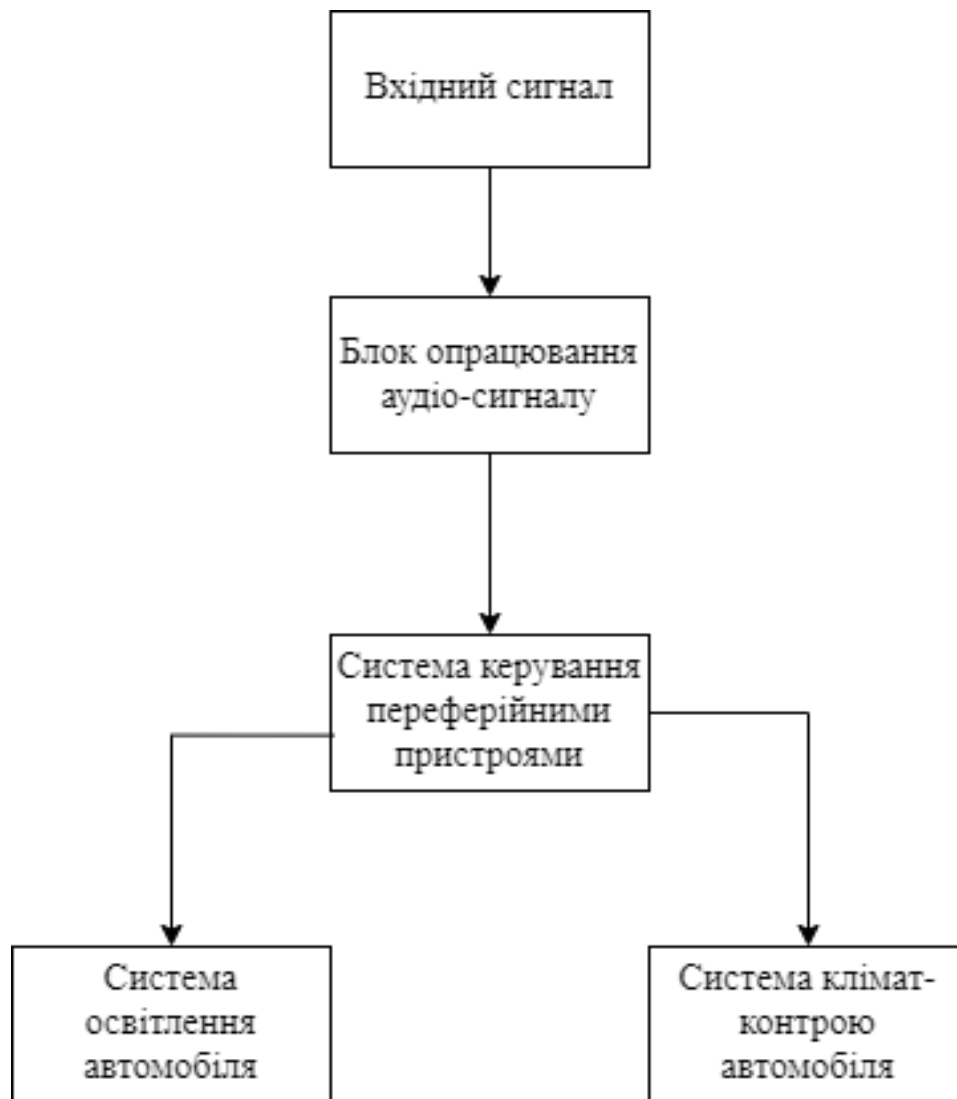 Вхідний сигнал
Блок опрацювання
аудіо-сигналу
Система керування
переферійними
пристроями
Система
освітлення
автомобіля
Система клімат-
контрою
автомобіля